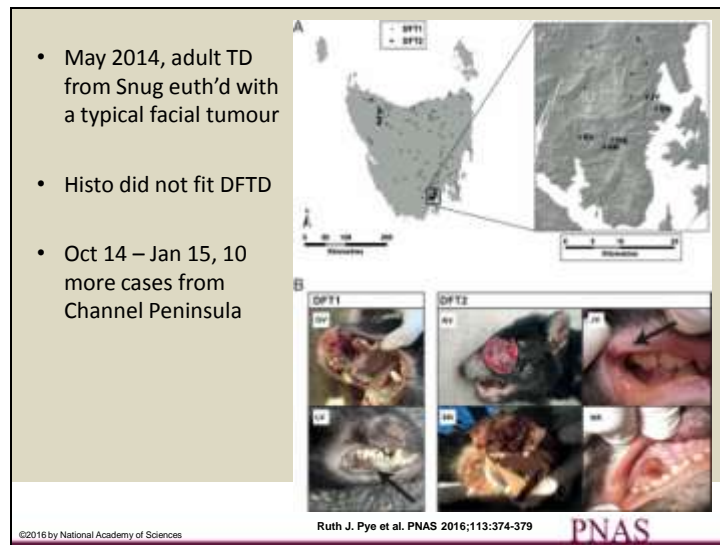 • May 2014, adult TD
from Snug euth’d with
a typical facial tumour
• Histo did not fit DFTD
• Oct 14 – Jan 15, 10
more cases from
Channel Peninsula
A
DFT1
DFT2
B
DFT1
DFT2
Ruth J. Pye et al. PNAS 2016;113:374-379
©2016 by National Academy of Sciences
PNAS